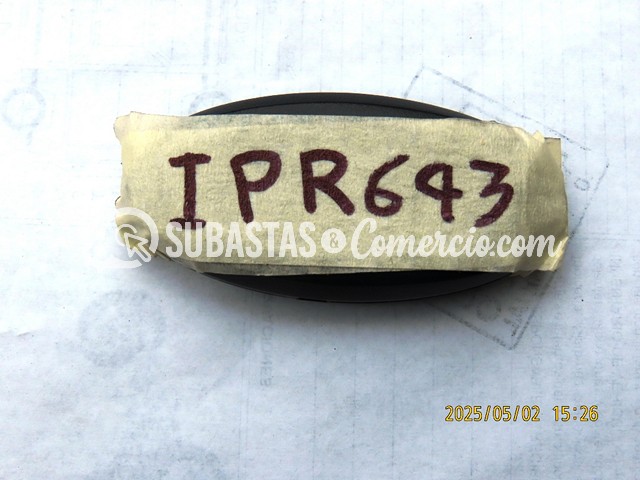 IPR643
SUBASTAS & Comercio.com
2025/05/02 15:26